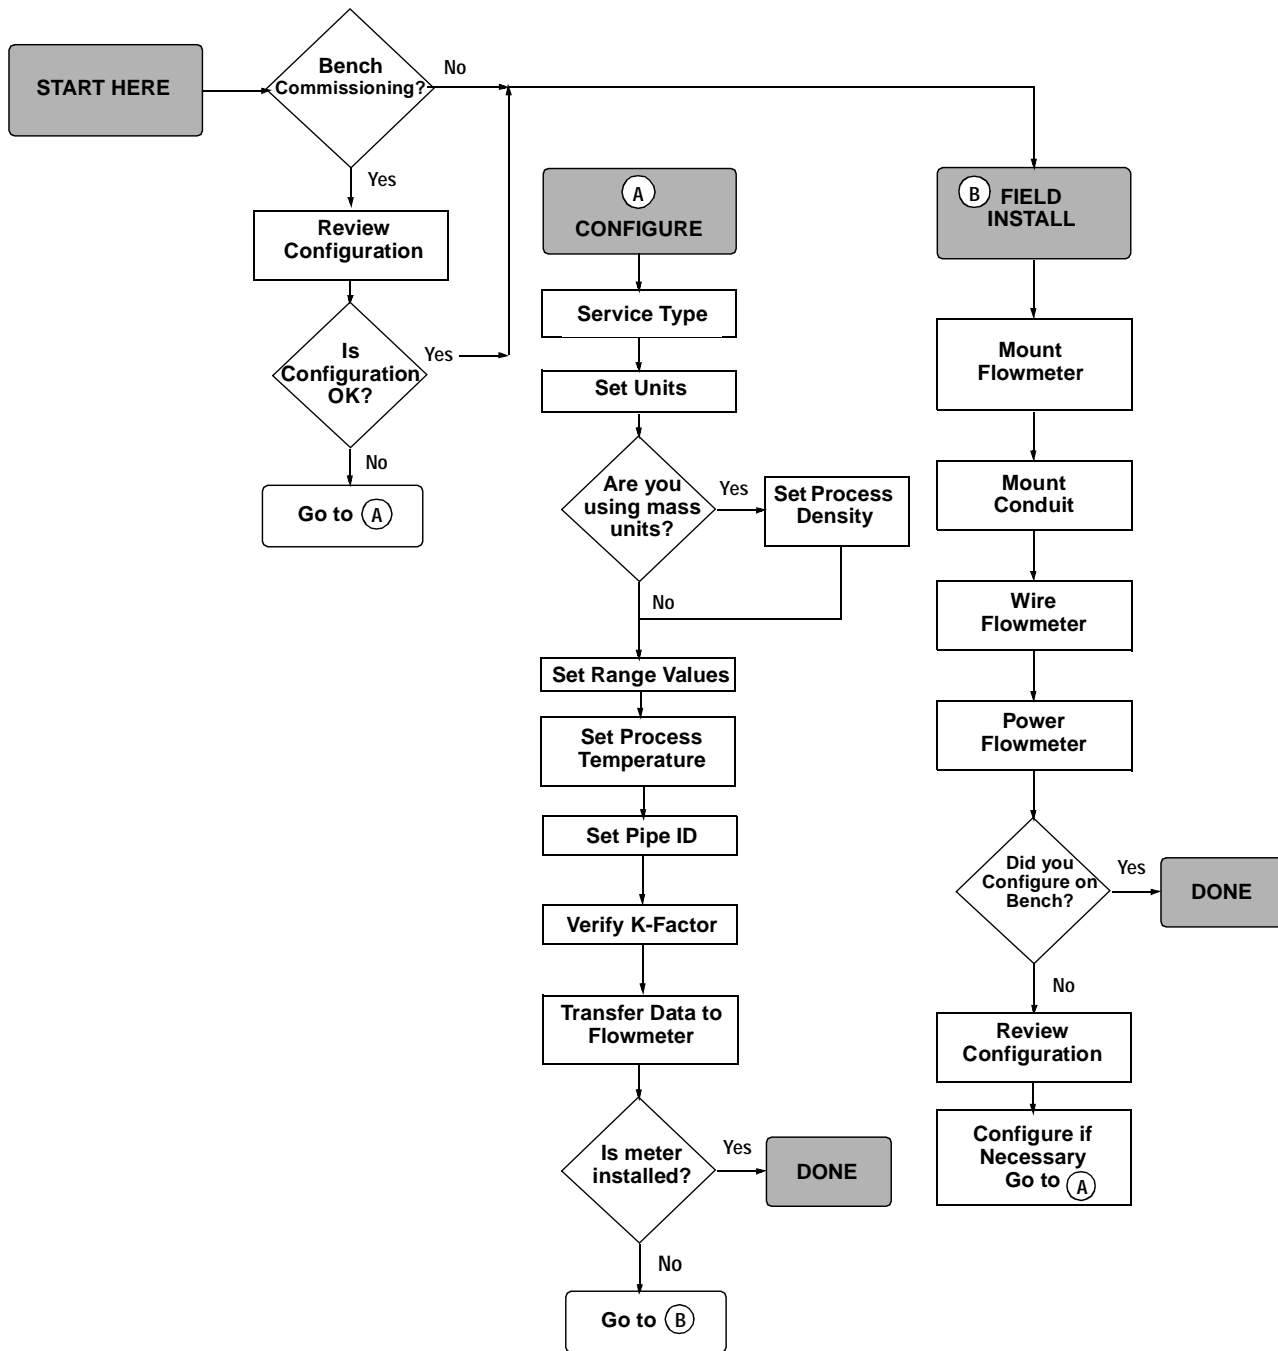 START HERE
Bench
Commissioning?
No
Yes
Review
Configuration
Is
Configuration
OK?
Yes
No
Go to A
A
CONFIGURE
Service Type
Set Units
Are you
using mass
units?
Yes
Set Process
Density
No
Set Range Values
Set Process
Temperature
Set Pipe ID
Verify K-Factor
Transfer Data to
Flowmeter
Is meter
installed?
Yes
DONE
No
Go to B
B FIELD
INSTALL
Mount
Flowmeter
Mount
Conduit
Wire
Flowmeter
Power
Flowmeter
Did you
Configure on
Bench?
Yes
DONE
No
Review
Configuration
Configure if
Necessary
Go to A